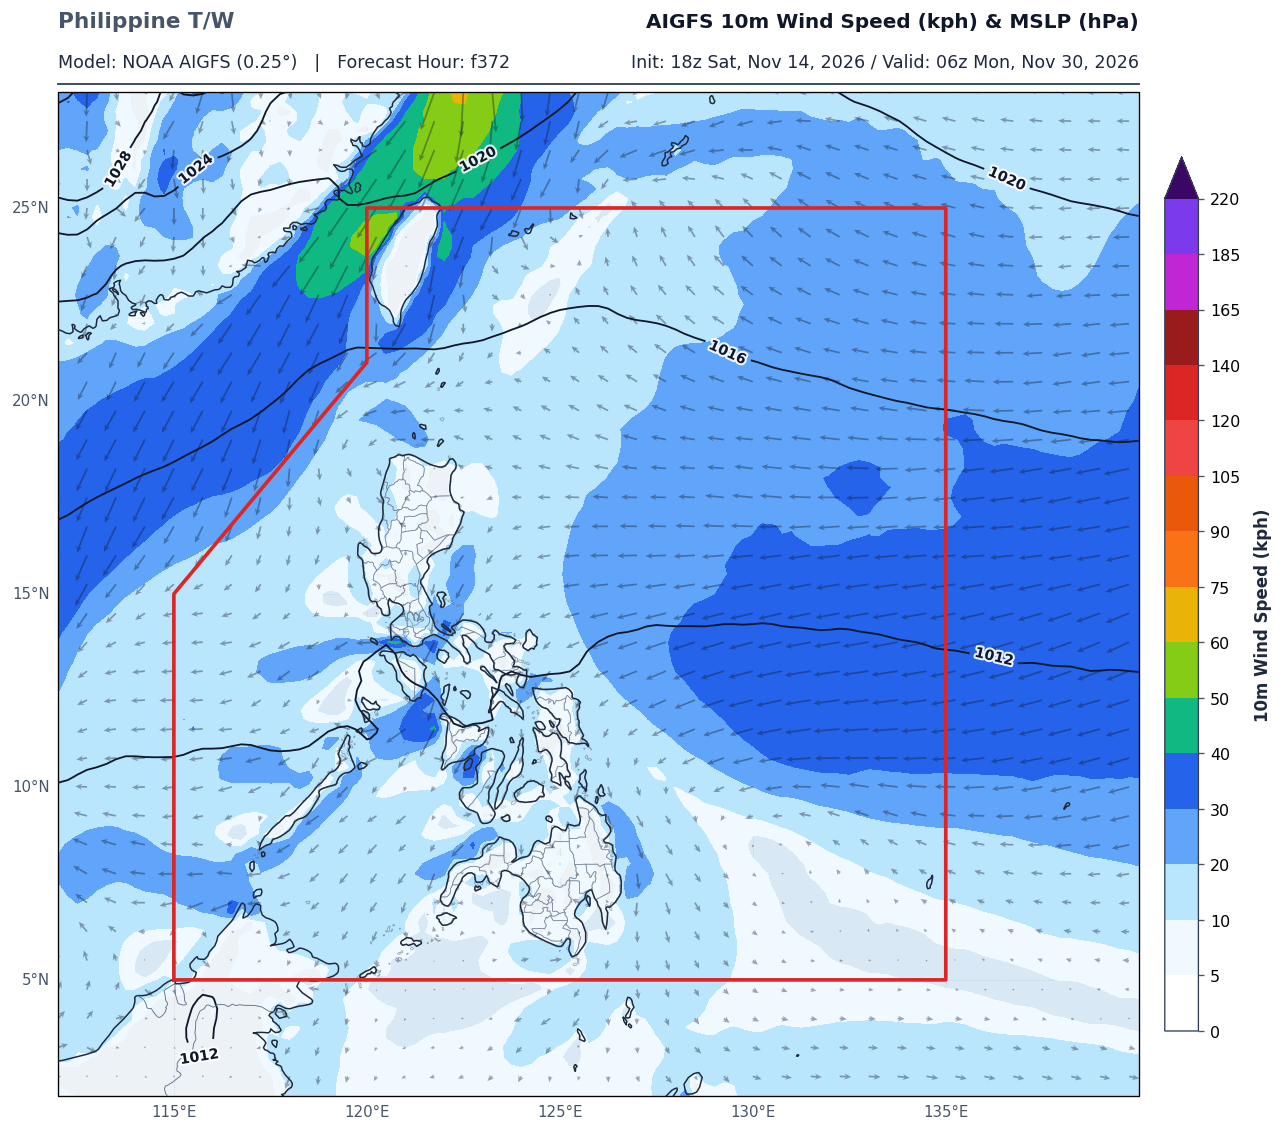 Philippine T/W
AIGFS 10m Wind Speed (kph) & MSLP (hPa)
Model: NOAA AIGFS (0.25°) | Forecast Hour: f372
Init: 18z Sat, Nov 14, 2026 / Valid: 06z Mon, Nov 30, 2026
1028
1024
1020
1020
1016
1012
1012
25°N
20°N
15°N
10°N
5°N
115°E
120°E
125°E
130°E
135°E
220
185
165
140
120
105
90
75
60
50
40
30
20
10
5
0
10m Wind Speed (kph)